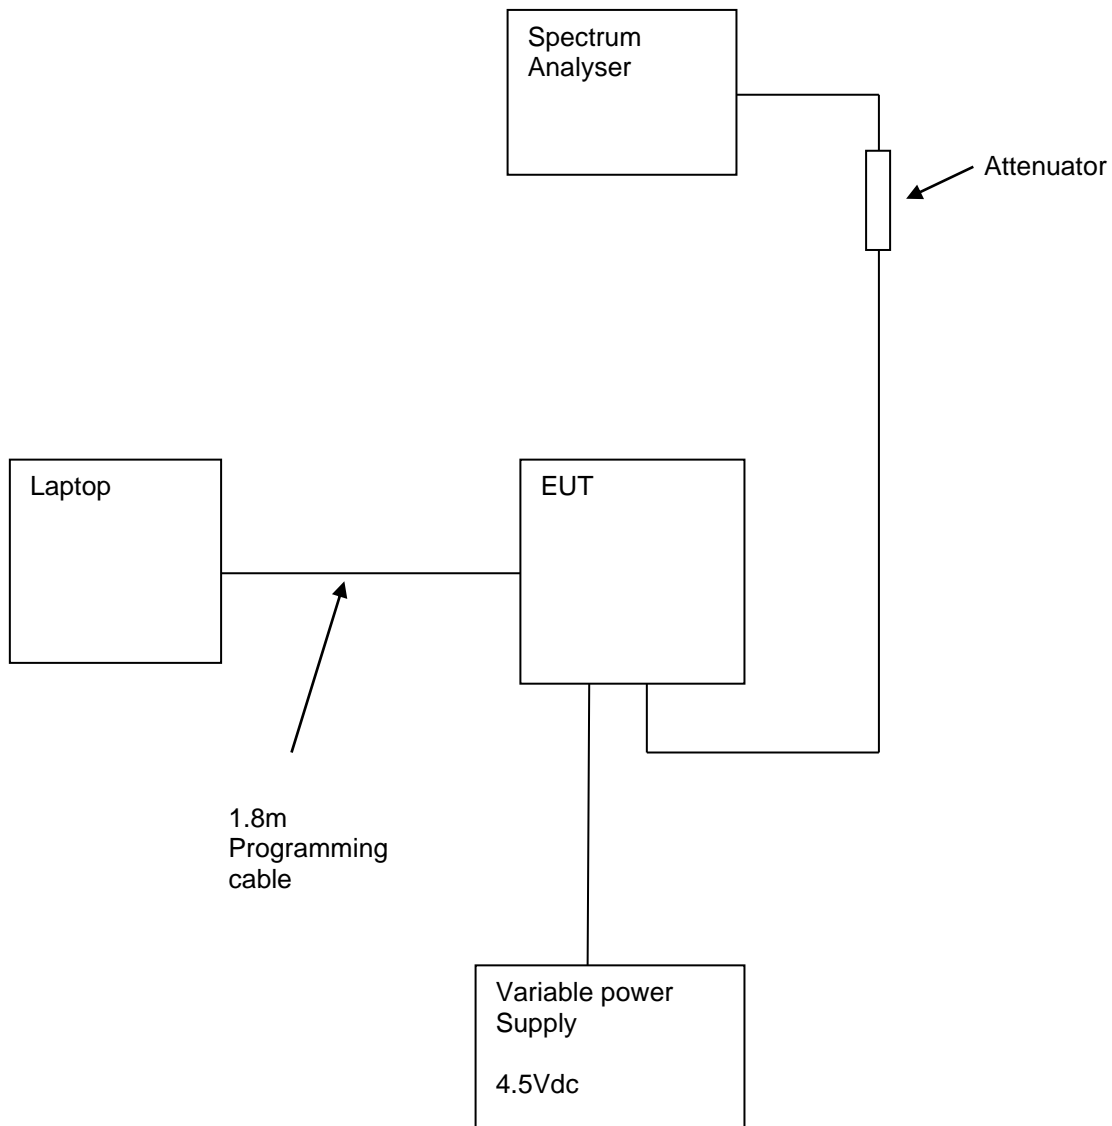 Spectrum
Analyser
Attenuator
Laptop
EUT
1.8m
Programming
cable
Variable power
Supply
4.5Vdc